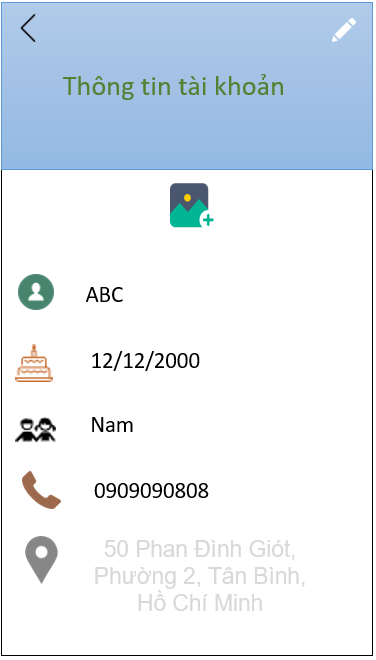 Thông tin tài khoản
ABC
12/12/2000
Nam
0909090808
50 Phan Đình Giót,
Phường 2, Tân Bình,
Hồ Chí Minh